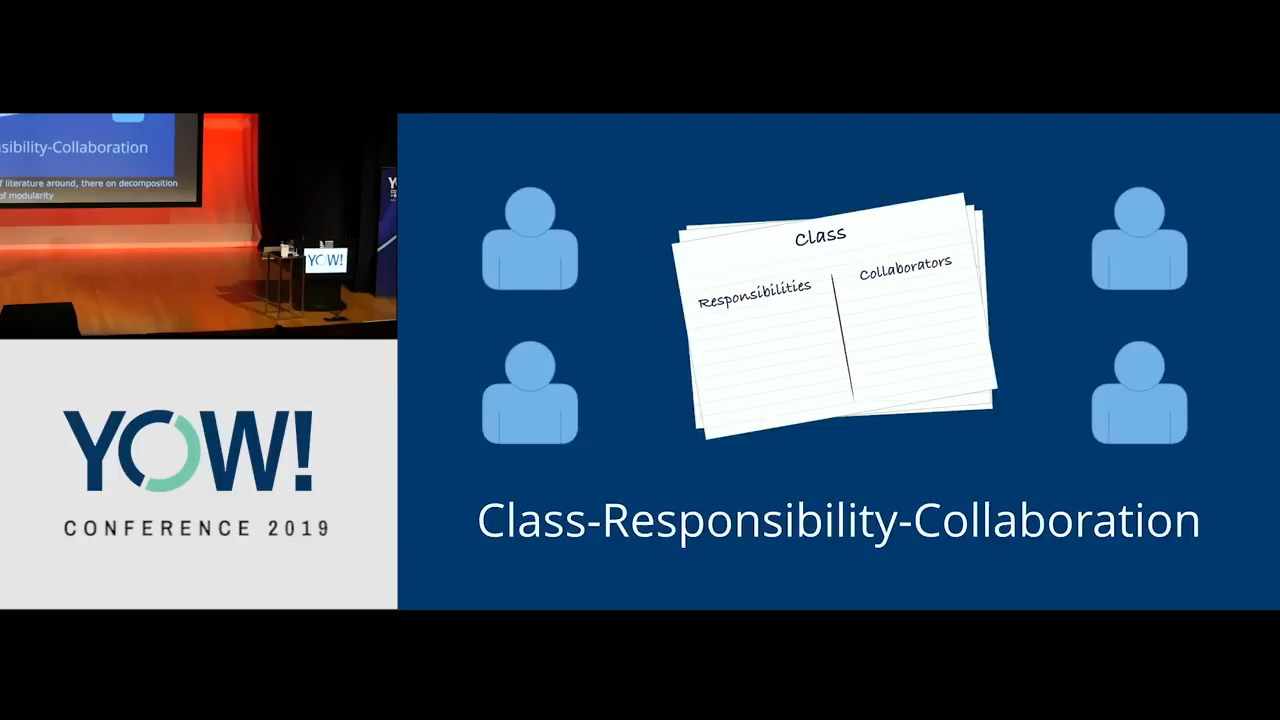 sibility-Collaboration
f literature around, there on decomposition
of modularity
YOW!
YOW!
CONFERENCE 2019
Class
Responsibilities
Collaborators
Class-Responsibility-Collaboration